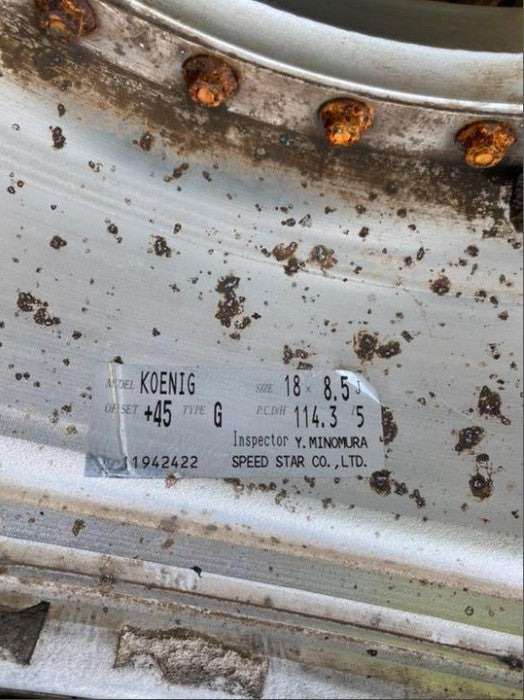 MODEL KOENIG SIZE 18 x 8.5 J
OFFSET +45 TYPE G P.C.D/H 114.3 /5
Inspector Y.MINOMURA
11942422 SPEED STAR CO.,LTD.